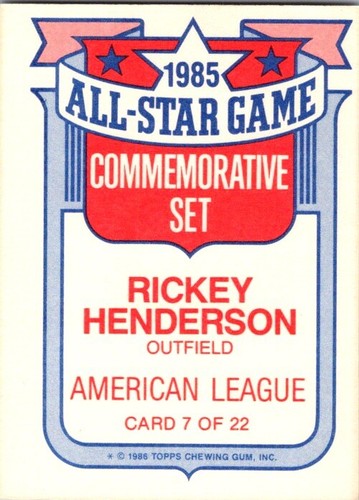 1985
ALL-STAR GAME
COMMEMORATIVE
SET
RICKEY
HENDERSON
OUTFIELD
AMERICAN LEAGUE
CARD 7 OF 22
* © 1986 TOPPS CHEWING GUM, INC.